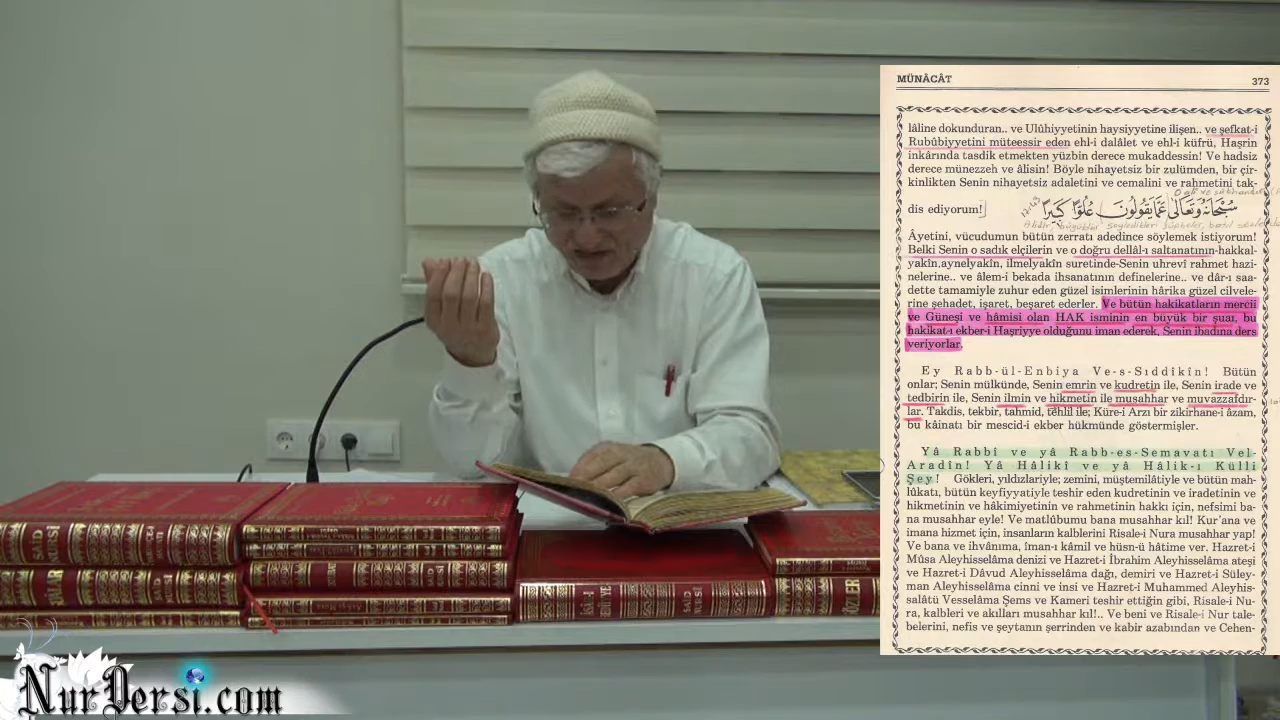 MÜNÂCÂT 373
lâline dokunduran.. ve Ulûhiyyetinin haysiyyetine ilişen.. ve şefkat-i
Rubûbiyyetini müteessir eden ehl-i dalâlet ve ehl-i küfrü, Haşrin
inkârında tasdik etmekten yüzbin derece mukaddessin! Ve hadsiz
derece münezzeh ve âlisin! Böyle nihayetsiz bir zulümden, bir çir-
kinlikten Senin nihayetsiz adaletini ve cemalini ve rahmetini tak-
dis ediyorum! سُبْحَانَهُ وَتَعَالَى عَمَّا يَقُولُونَ عُلُوًّا كَبِيرًا
Âyetini, vücudumun bütün zerratı adedince söylemek istiyorum!
Belki Senin o sadık elçilerin ve o doğru dellâl-ı saltanatının-hakkal-
yakîn, aynelyakîn, ilmelyakîn suretinde-Senin uhrevî rahmet hazi-
nelerine.. ve âlem-i bekada ihsanatının definelerine.. ve dâr-ı saa-
dette tamamiyle zuhur eden güzel isimlerinin hârika güzel cilvele-
rine şehadet, işaret, beşaret ederler. Ve bütün hakikatların mercii
ve Güneşi ve hâmisi olan HAK isminin en büyük bir şuaı, bu
hakikat-ı ekber-i Haşriyye olduğunu iman ederek, Senin ibadına ders
veriyorlar.
Ey Rabb-ül-Enbiya Ve-s-Sıddîkîn! Bütün
onlar; Senin mülkünde, Senin emrin ve kudretin ile, Senin irade ve
tedbirin ile, Senin ilmin ve hikmetin ile musahhar ve muvazzafdır-
lar. Takdis, tekbir, tahmid, tehlil ile; Küre-i Arzı bir zikirhane-i âzam,
bu kâinatı bir mescid-i ekber hükmünde göstermişler.
Yâ Rabbî ve yâ Rabb-es-Semavatı Vel-
Aradîn! Yâ Hâlikî ve yâ Hâlik-ı Külli
Şey! Gökleri, yıldızlariyle; zemini, müştemilâtiyle ve bütün mah-
lûkatı, bütün keyfiyyatiyle teshir eden kudretinin ve iradetinin ve
hikmetinin ve hâkimiyetinin ve rahmetinin hakkı için, nefsimi ba-
na musahhar eyle! Ve matlûbumu bana musahhar kıl! Kur'ana ve
imana hizmet için, insanların kalblerini Risale-i Nura musahhar yap!
Ve bana ve ihvânıma, îman-ı kâmil ve hüsn-ü hâtime ver. Hazret-i
Mûsa Aleyhisselâma denizi ve Hazret-i İbrahim Aleyhisselâma ateşi
ve Hazret-i Dâvud Aleyhisselâma dağı, demiri ve Hazret-i Süley-
man Aleyhisselâma cinni ve insi ve Hazret-i Muhammed Aleyhis-
salâtü Vesselâma Şems ve Kameri teshir ettiğin gibi, Risale-i Nu-
ra, kalbleri ve akılları musahhar kıl!.. Ve beni ve Risale-i Nur tale-
belerini, nefis ve şeytanın şerrinden ve kabir azabından ve Cehen-
SAİD
SAİD NURSÎ
SÖZLER
NurDersi.com